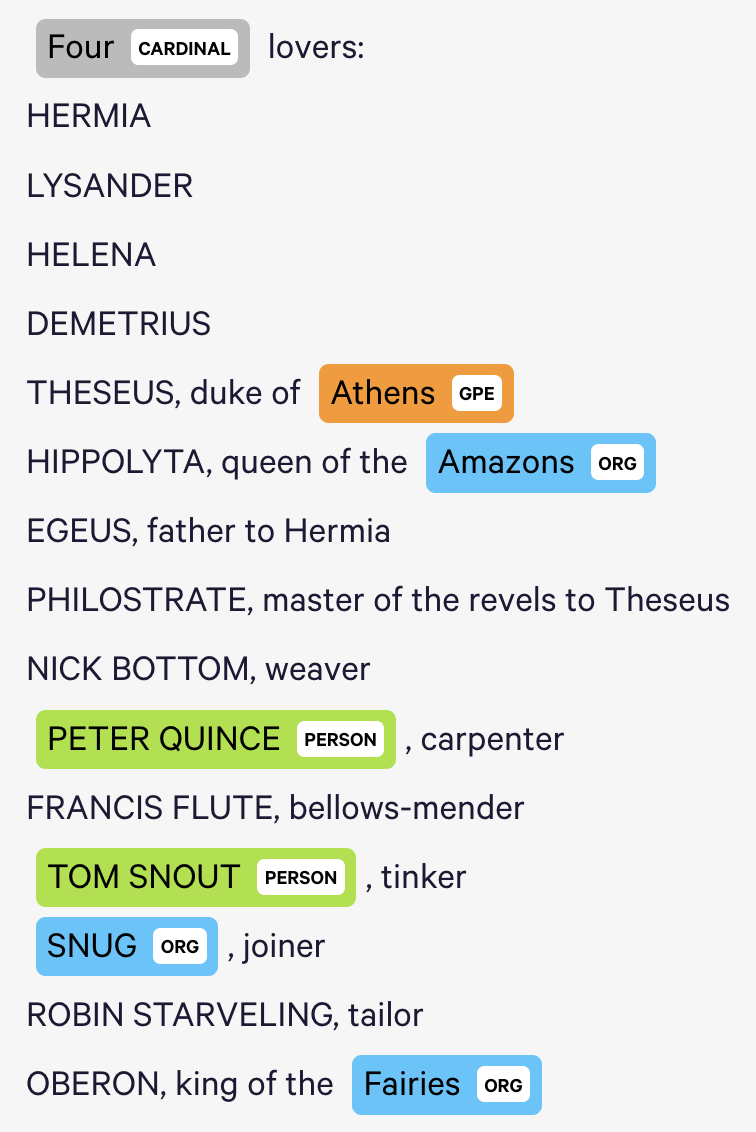 Four CARDINAL lovers:
HERMIA
LYSANDER
HELENA
DEMETRIUS
THESEUS, duke of Athens GPE
HIPPOLYTA, queen of the Amazons ORG
EGEUS, father to Hermia
PHILOSTRATE, master of the revels to Theseus
NICK BOTTOM, weaver
PETER QUINCE PERSON , carpenter
FRANCIS FLUTE, bellows-mender
TOM SNOUT PERSON , tinker
SNUG ORG , joiner
ROBIN STARVELING, tailor
OBERON, king of the Fairies ORG